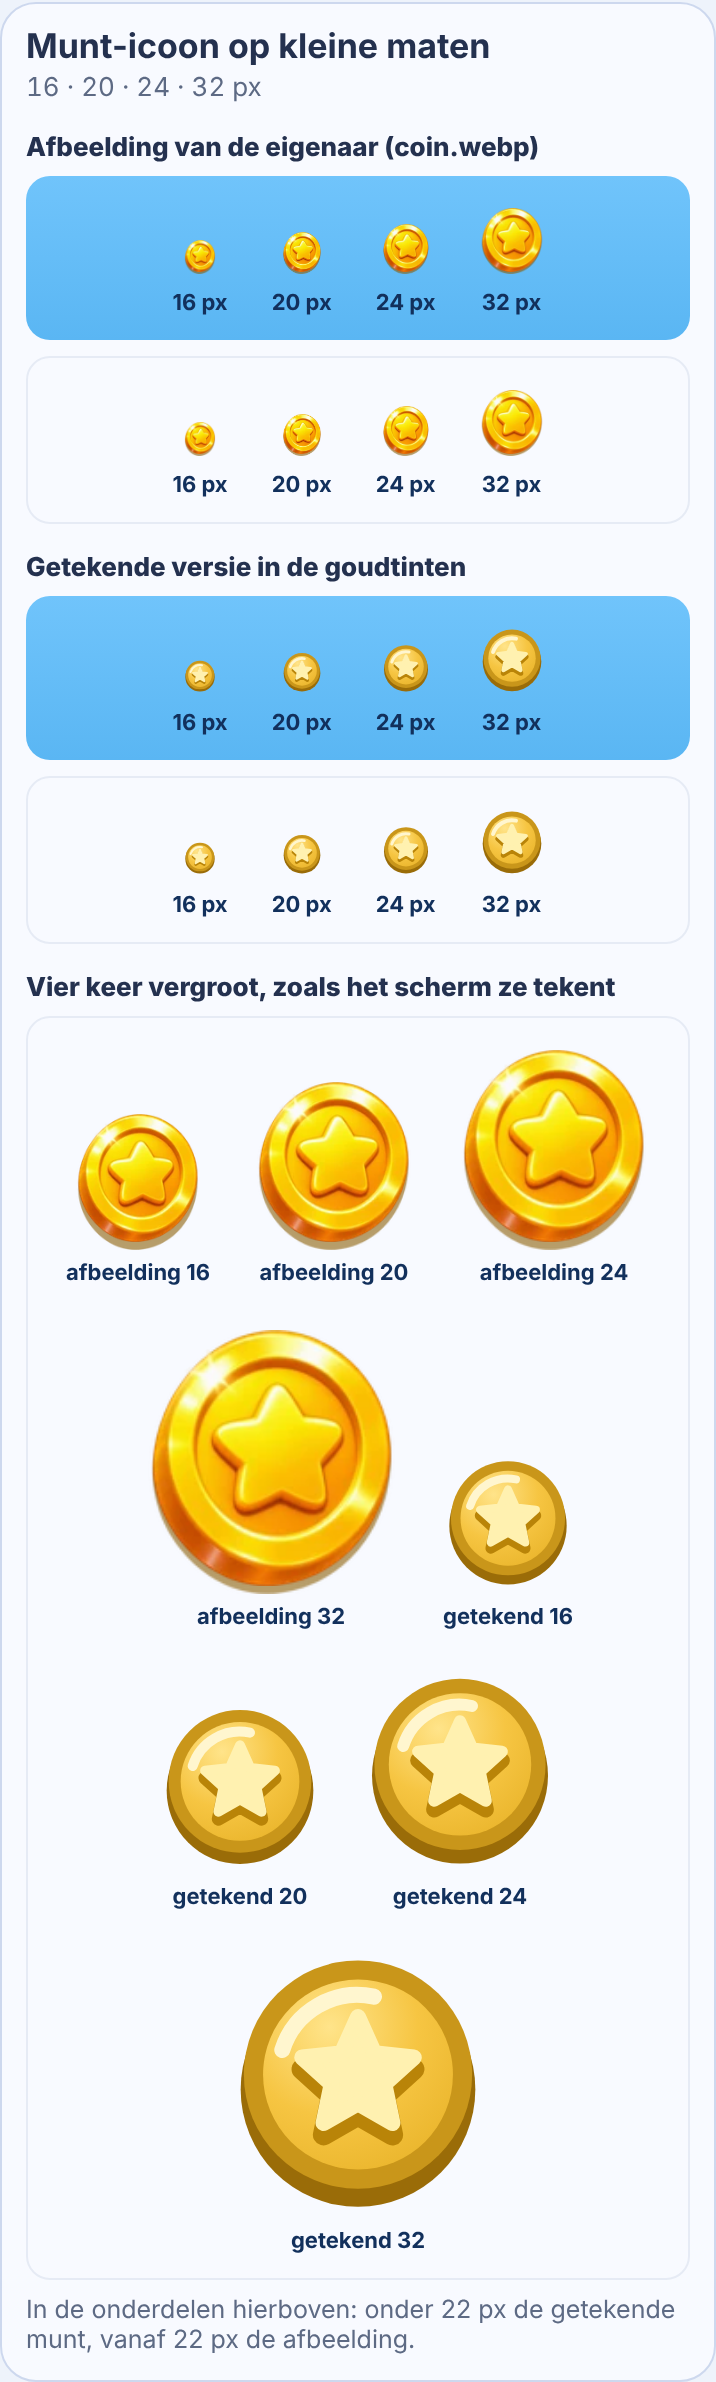 Munt-icoon op kleine maten
16 · 20 · 24 · 32 px
Afbeelding van de eigenaar (coin.webp)
16 px 20 px 24 px 32 px
16 px 20 px 24 px 32 px
Getekende versie in de goudtinten
16 px 20 px 24 px 32 px
16 px 20 px 24 px 32 px
Vier keer vergroot, zoals het scherm ze tekent
afbeelding 16 afbeelding 20 afbeelding 24
afbeelding 32 getekend 16
getekend 20 getekend 24
getekend 32
In de onderdelen hierboven: onder 22 px de getekende
munt, vanaf 22 px de afbeelding.